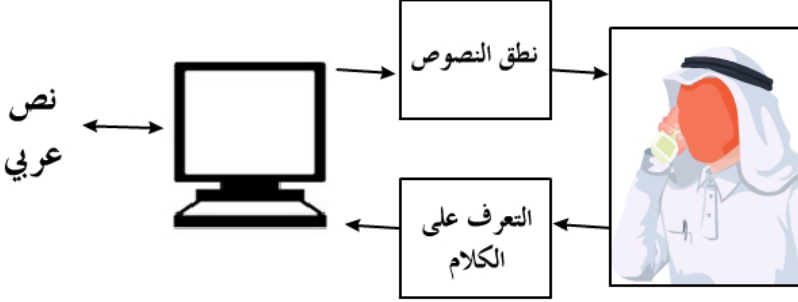 نطق النصوص
نص
عربي
التعرف على
الكلام